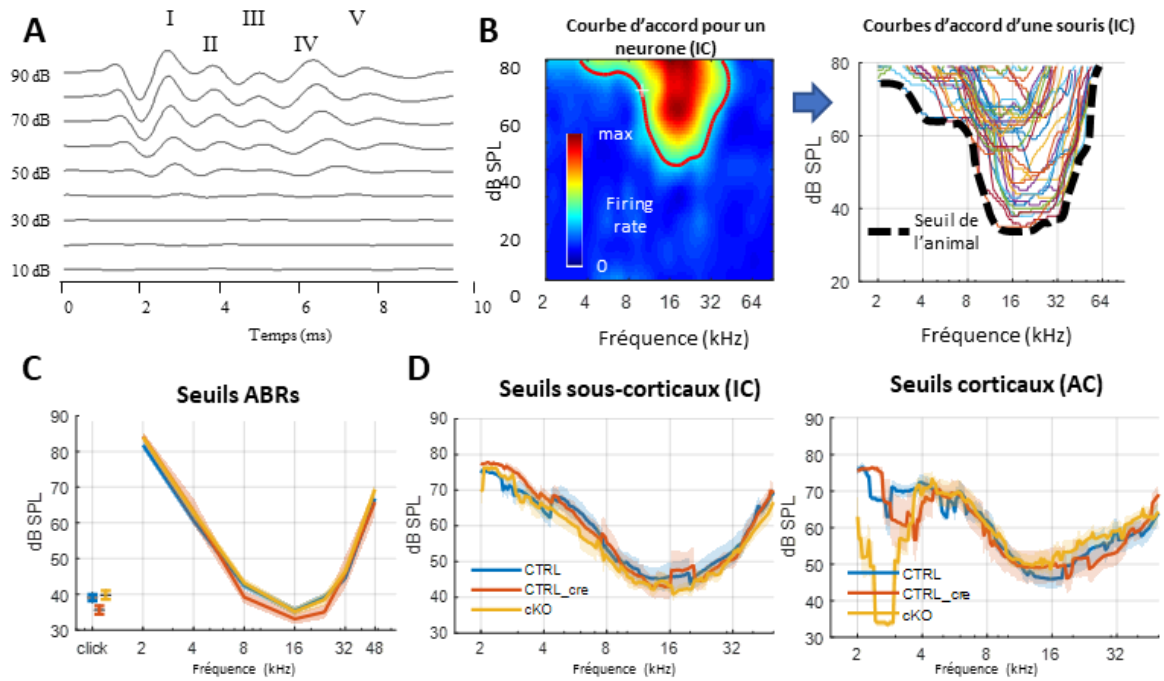 A
I
III
V
II
IV
90 dB
70 dB
50 dB
30 dB
10 dB
0
2
4
6
8
10
Temps (ms)
B
Courbe d'accord pour un
neurone (IC)
dB SPL
80
60
40
20
0
max
Firing
rate
0
2
4
8
16
32
64
Fréquence (kHz)
Courbes d'accord d'une souris (IC)
dB SPL
80
60
40
20
Seuil de
l'animal
2
4
8
16
32
64
Fréquence (kHz)
C
Seuils ABRs
dB SPL
90
80
70
60
50
40
30
click
2
4
8
16
32
48
Fréquence (kHz)
D
Seuils sous-corticaux (IC)
dB SPL
90
80
70
60
50
40
30
CTRL
CTRL_cre
cKO
2
4
8
16
32
Fréquence (kHz)
Seuils corticaux (AC)
dB SPL
90
80
70
60
50
40
30
CTRL
CTRL_cre
cKO
2
4
8
16
32
Fréquence (kHz)